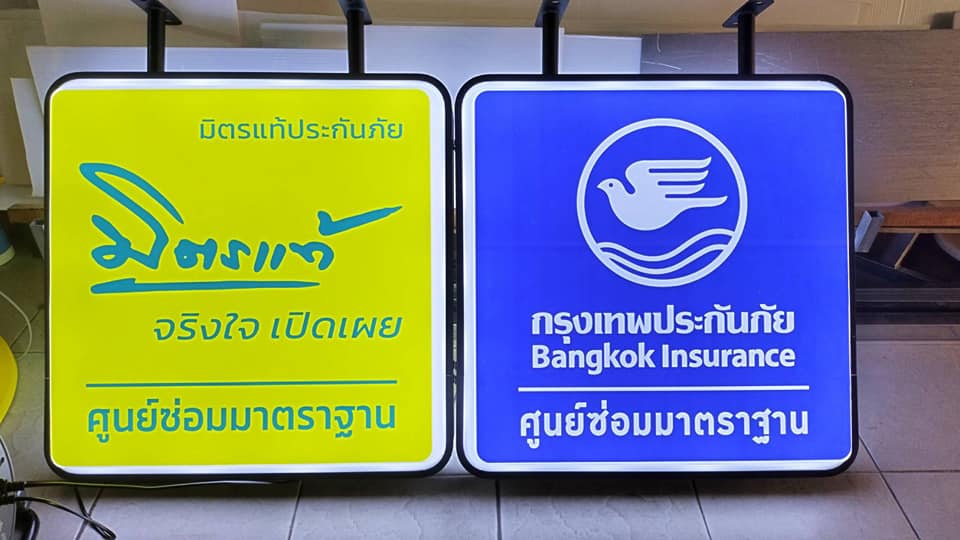 มิตรแท้ประกันภัย
มิตรแท้
จริงใจ เปิดเผย
ศูนย์ซ่อมมาตราฐาน
กรุงเทพประกันภัย
Bangkok Insurance
ศูนย์ซ่อมมาตราฐาน